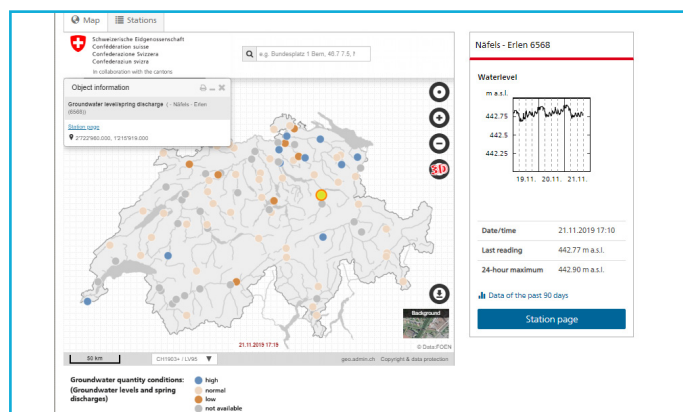 Map Stations
Schweizerische Eidgenossenschaft
Confédération suisse
Confederazione Svizzera
Confederaziun svizra
In collaboration with the cantons
e.g. Bundesplatz 1 Bern, 46.7 7.5, f
Object information
Groundwater level/spring discharge ( - Näfels - Erlen
(6568))
Station page
2'722'960.000, 1'215'919.000
3D
Background
21.11.2019 17:19
© Data:FOEN
50 km
CH1903+ / LV95
geo.admin.ch Copyright & data protection
Groundwater quantity conditions:
(Groundwater levels and spring
discharges)
high
normal
low
not available
Näfels - Erlen 6568
Waterlevel
m a.s.l.
442.75
442.5
442.25
19.11. 20.11. 21.11.
Date/time 21.11.2019 17:10
Last reading 442.77 m a.s.l.
24-hour maximum 442.90 m a.s.l.
Data of the past 90 days
Station page